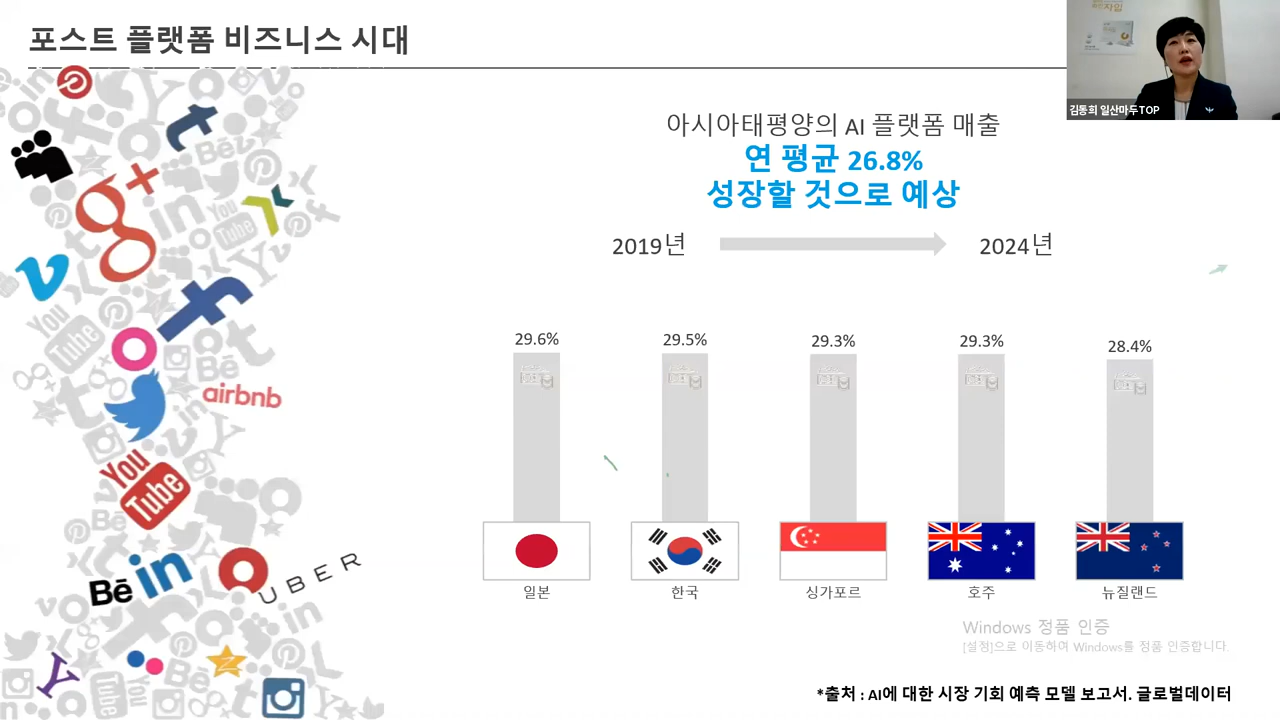 포스트 플랫폼 비즈니스 시대
자임
김동희 일산마두TOP
아시아태평양의 AI 플랫폼 매출
연 평균 26.8%
성장할 것으로 예상
2019년
2024년
29.6%
29.5%
29.3%
29.3%
28.4%
일본
한국
싱가포르
호주
뉴질랜드
airbnb
You
Tube
Bē
in
UBER
Windows 정품 인증
[설정]으로 이동하여 Windows를 정품 인증합니다.
*출처 : AI에 대한 시장 기회 예측 모델 보고서. 글로벌데이터